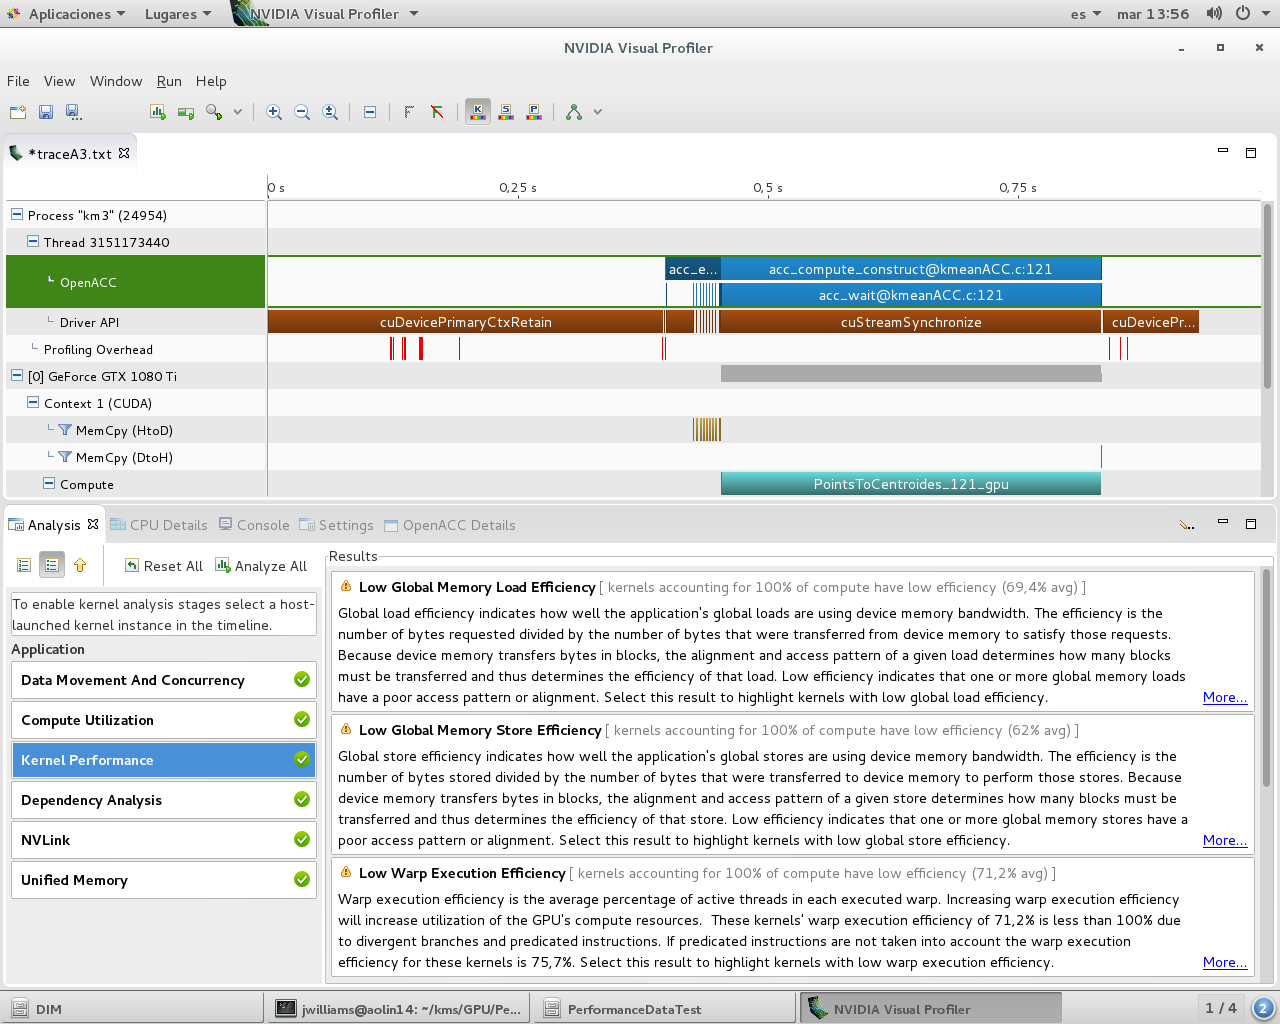 Aplicaciones Lugares NVIDIA Visual Profiler es mar 13:56
NVIDIA Visual Profiler
File View Window Run Help
K S P
*traceA3.txt
0 s 0,25 s 0,5 s 0,75 s
Process "km3" (24954)
Thread 3151173440
OpenACC
acc_e... acc_compute_construct@kmeanACC.c:121
acc_wait@kmeanACC.c:121
Driver API cuDevicePrimaryCtxRetain cuStreamSynchronize cuDevicePr...
Profiling Overhead
[0] GeForce GTX 1080 Ti
Context 1 (CUDA)
MemCpy (HtoD)
MemCpy (DtoH)
Compute PointsToCentroides_121_gpu
Analysis CPU Details Console Settings OpenACC Details
Reset All Analyze All
To enable kernel analysis stages select a host-
launched kernel instance in the timeline.
Application
Data Movement And Concurrency
Compute Utilization
Kernel Performance
Dependency Analysis
NVLink
Unified Memory
Results
Low Global Memory Load Efficiency [ kernels accounting for 100% of compute have low efficiency (69,4% avg) ]
Global load efficiency indicates how well the application's global loads are using device memory bandwidth. The efficiency is the
number of bytes requested divided by the number of bytes that were transferred from device memory to satisfy those requests.
Because device memory transfers bytes in blocks, the alignment and access pattern of a given load determines how many blocks
must be transferred and thus determines the efficiency of that load. Low efficiency indicates that one or more global memory loads
have a poor access pattern or alignment. Select this result to highlight kernels with low global load efficiency. More...
Low Global Memory Store Efficiency [ kernels accounting for 100% of compute have low efficiency (62% avg) ]
Global store efficiency indicates how well the application's global stores are using device memory bandwidth. The efficiency is the
number of bytes stored divided by the number of bytes that were transferred to device memory to perform those stores. Because
device memory transfers bytes in blocks, the alignment and access pattern of a given store determines how many blocks must be
transferred and thus determines the efficiency of that store. Low efficiency indicates that one or more global memory stores have a
poor access pattern or alignment. Select this result to highlight kernels with low global store efficiency. More...
Low Warp Execution Efficiency [ kernels accounting for 100% of compute have low efficiency (71,2% avg) ]
Warp execution efficiency is the average percentage of active threads in each executed warp. Increasing warp execution efficiency
will increase utilization of the GPU's compute resources. These kernels' warp execution efficiency of 71,2% is less than 100% due
to divergent branches and predicated instructions. If predicated instructions are not taken into account the warp execution
efficiency for these kernels is 75,7%. Select this result to highlight kernels with low warp execution efficiency. More...
DIM jwilliams@aolin14: ~/kms/GPU/Pe... PerformanceDataTest NVIDIA Visual Profiler 1 / 4 2